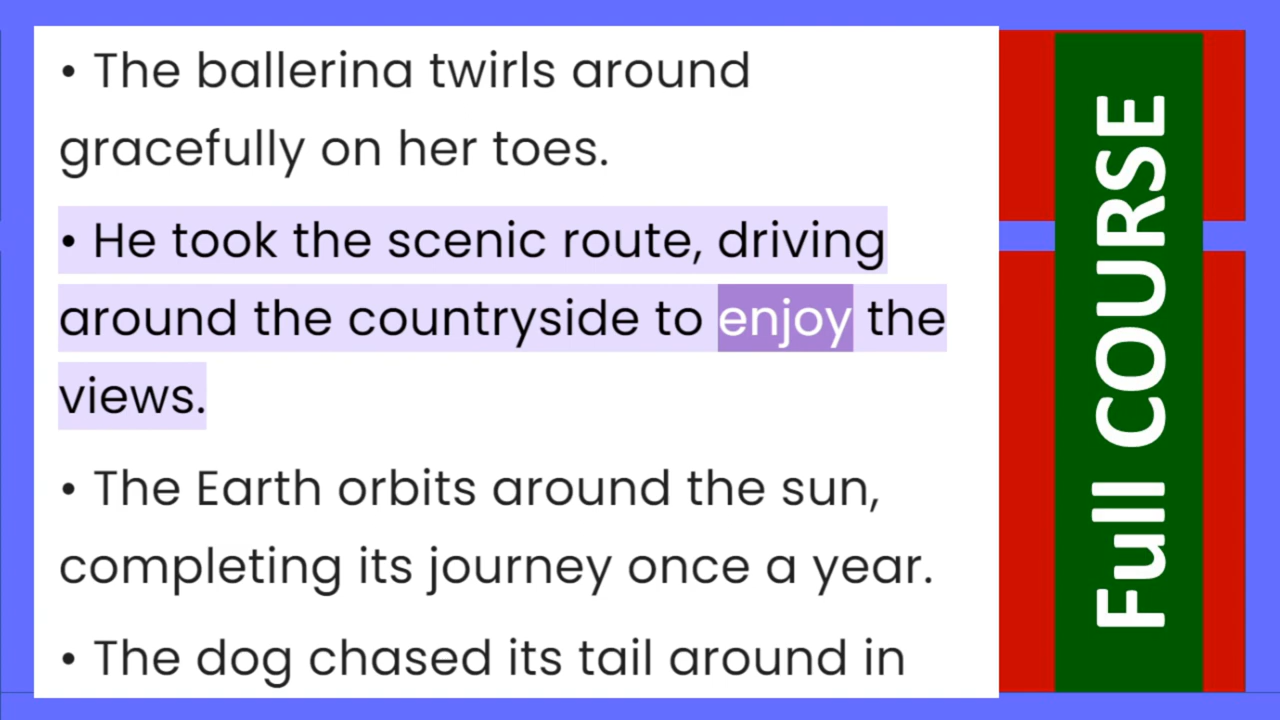 • The ballerina twirls around
gracefully on her toes.
• He took the scenic route, driving
around the countryside to enjoy the
views.
• The Earth orbits around the sun,
completing its journey once a year.
• The dog chased its tail around in
Full COURSE